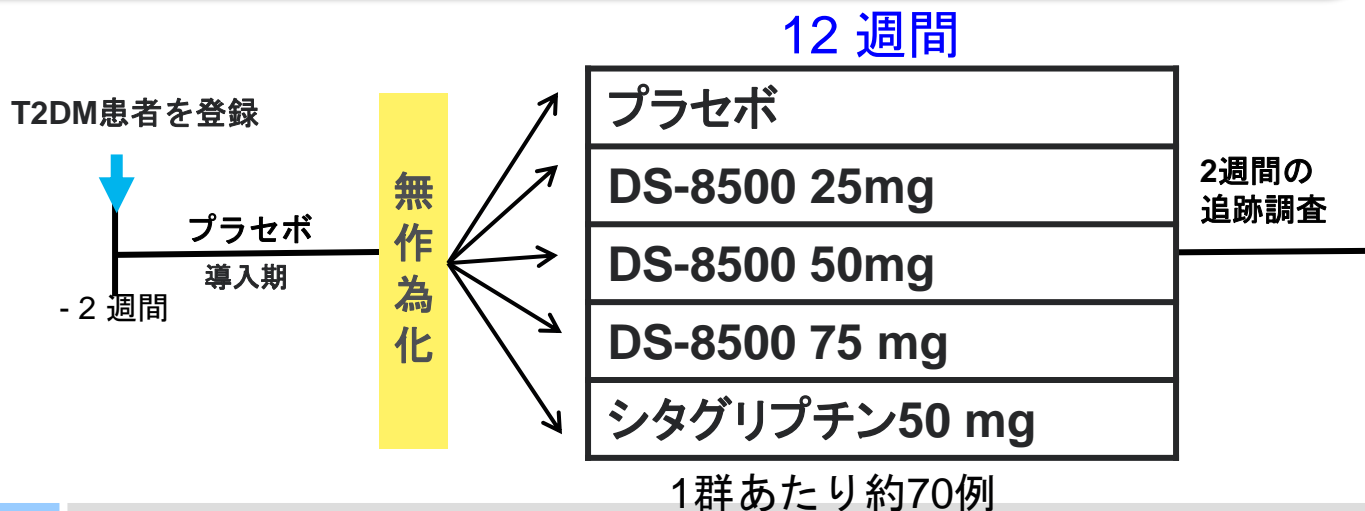 12 週間
T2DM患者を登録
プラセボ
導入期
- 2 週間
無
作
為
化
プラセボ
DS-8500 25mg
DS-8500 50mg
DS-8500 75 mg
シタグリプチン50 mg
2週間の
追跡調査
1群あたり約70例